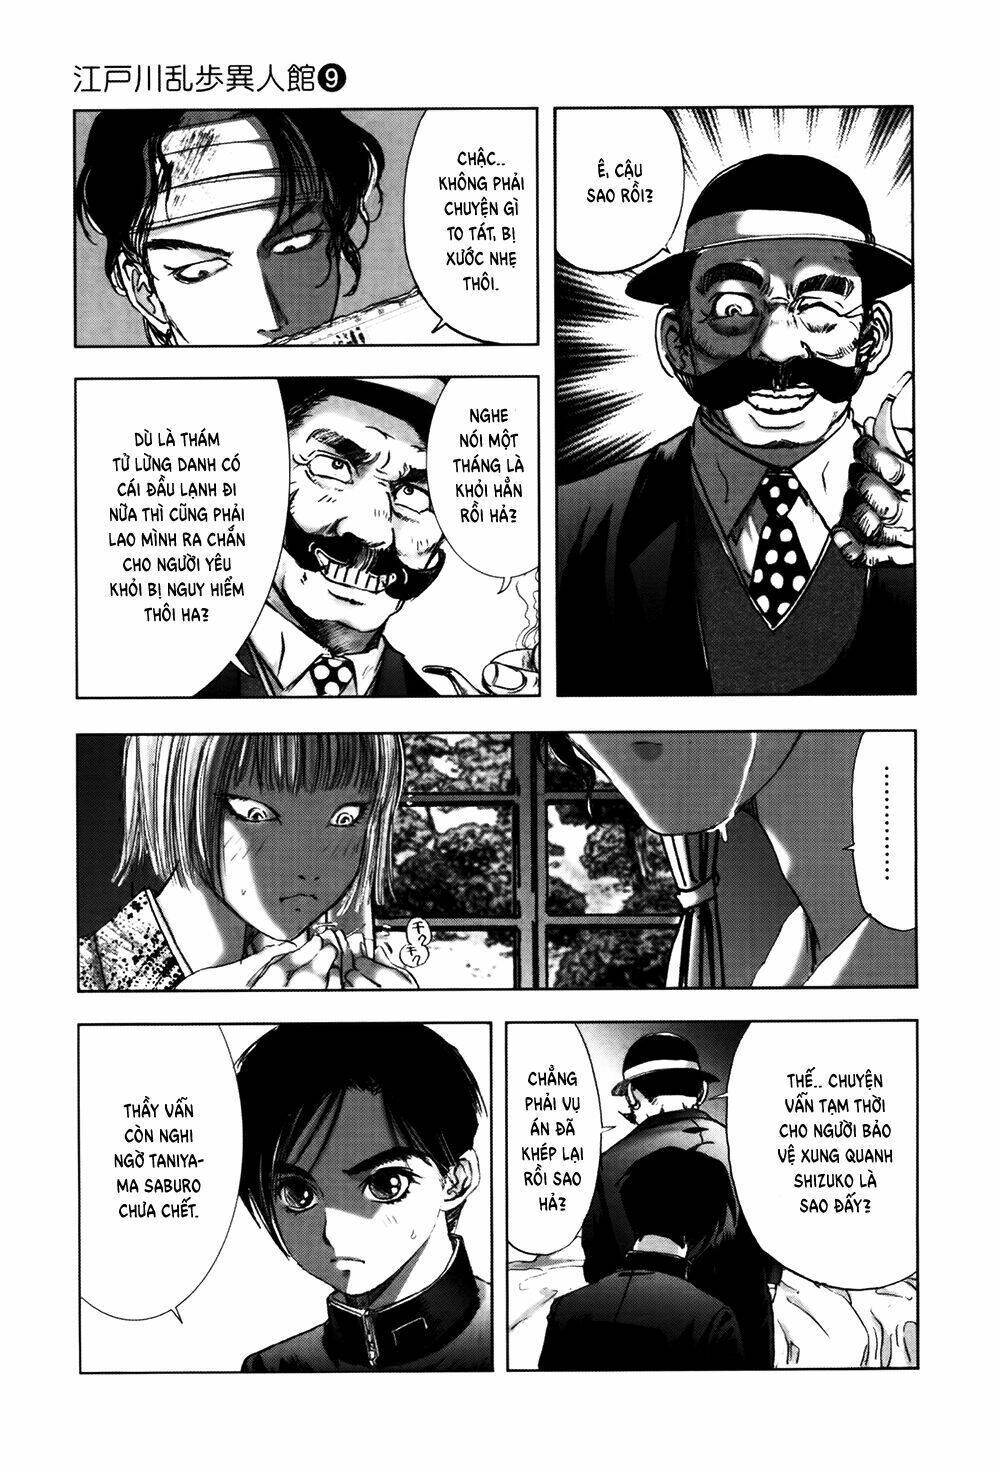 江戸川乱歩異人館❾
Ê, CẬU
SAO RỒI?
CHẬC..
KHÔNG PHẢI
CHUYỆN GÌ
TO TÁT, BỊ
XƯỚC NHẸ
THÔI.
NGHE
NÓI MỘT
THÁNG LÀ
KHỎI HẲN
RỒI HẢ?
DÙ LÀ THÁM
TỬ LỪNG DANH CÓ
CÁI ĐẦU LẠNH ĐI
NỮA THÌ CŨNG PHẢI
LAO MÌNH RA CHẮN
CHO NGƯỜI YÊU
KHỎI BỊ NGUY HIỂM
THÔI HA?
..........
THẾ.. CHUYỆN
VẪN TẠM THỜI
CHO NGƯỜI BẢO
VỆ XUNG QUANH
SHIZUKO LÀ
SAO ĐẤY?
CHẲNG
PHẢI VỤ
ÁN ĐÃ
KHÉP LẠI
RỒI SAO
HẢ?
THẦY VẪN
CÒN NGHI
NGỜ TANIYA-
MA SABURO
CHƯA CHẾT.